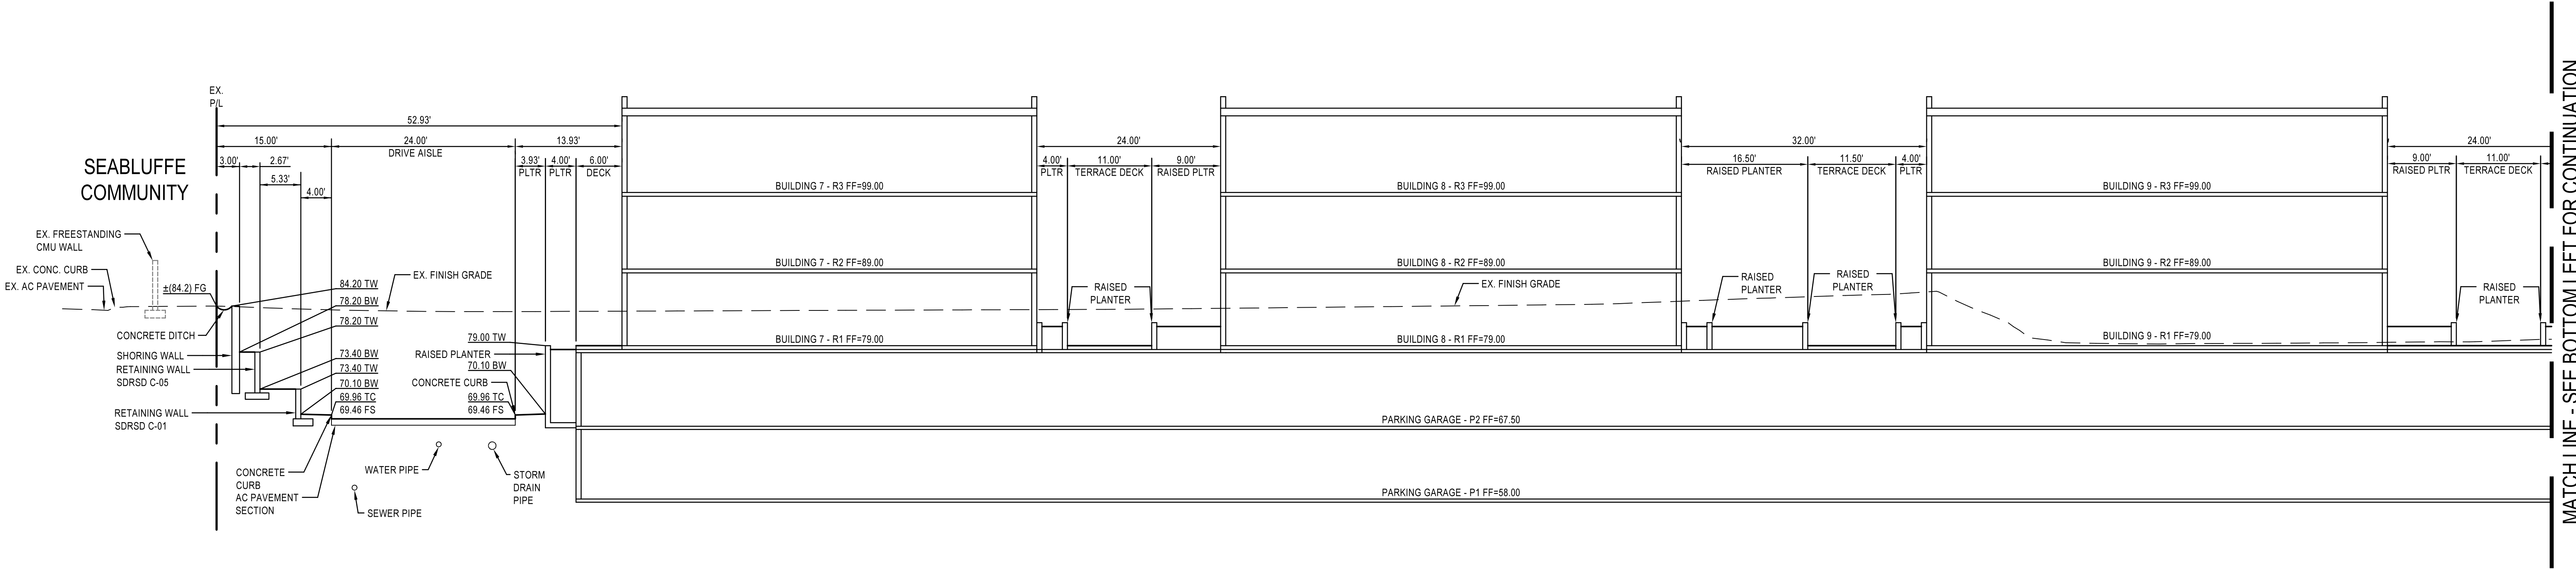 EX.
P/L
52.93'
15.00'
24.00'
DRIVE AISLE
13.93'
3.00'
2.67'
5.33'
4.00'
3.93'
PLTR
4.00'
PLTR
6.00'
DECK
SEABLUFFE
COMMUNITY
EX. FREESTANDING
CMU WALL
EX. CONC. CURB
EX. AC PAVEMENT
±(84.2) FG
CONCRETE DITCH
SHORING WALL
RETAINING WALL
SDRSD C-05
RETAINING WALL
SDRSD C-01
84.20 TW
78.20 BW
78.20 TW
73.40 BW
73.40 TW
70.10 BW
69.96 TC
69.46 FS
EX. FINISH GRADE
79.00 TW
RAISED PLANTER
70.10 BW
CONCRETE CURB
69.96 TC
69.46 FS
CONCRETE
CURB
AC PAVEMENT
SECTION
WATER PIPE
SEWER PIPE
STORM
DRAIN
PIPE
BUILDING 7 - R3 FF=99.00
BUILDING 7 - R2 FF=89.00
BUILDING 7 - R1 FF=79.00
24.00'
4.00'
PLTR
11.00'
TERRACE DECK
9.00'
RAISED PLTR
RAISED
PLANTER
BUILDING 8 - R3 FF=99.00
BUILDING 8 - R2 FF=89.00
EX. FINISH GRADE
BUILDING 8 - R1 FF=79.00
PARKING GARAGE - P2 FF=67.50
PARKING GARAGE - P1 FF=58.00
32.00'
16.50'
RAISED PLANTER
11.50'
TERRACE DECK
4.00'
PLTR
RAISED
PLANTER
RAISED
PLANTER
BUILDING 9 - R3 FF=99.00
BUILDING 9 - R2 FF=89.00
BUILDING 9 - R1 FF=79.00
24.00'
9.00'
RAISED PLTR
11.00'
TERRACE DECK
RAISED
PLANTER
MATCH LINE - SEE BOTTOM LEFT FOR CONTINUATION